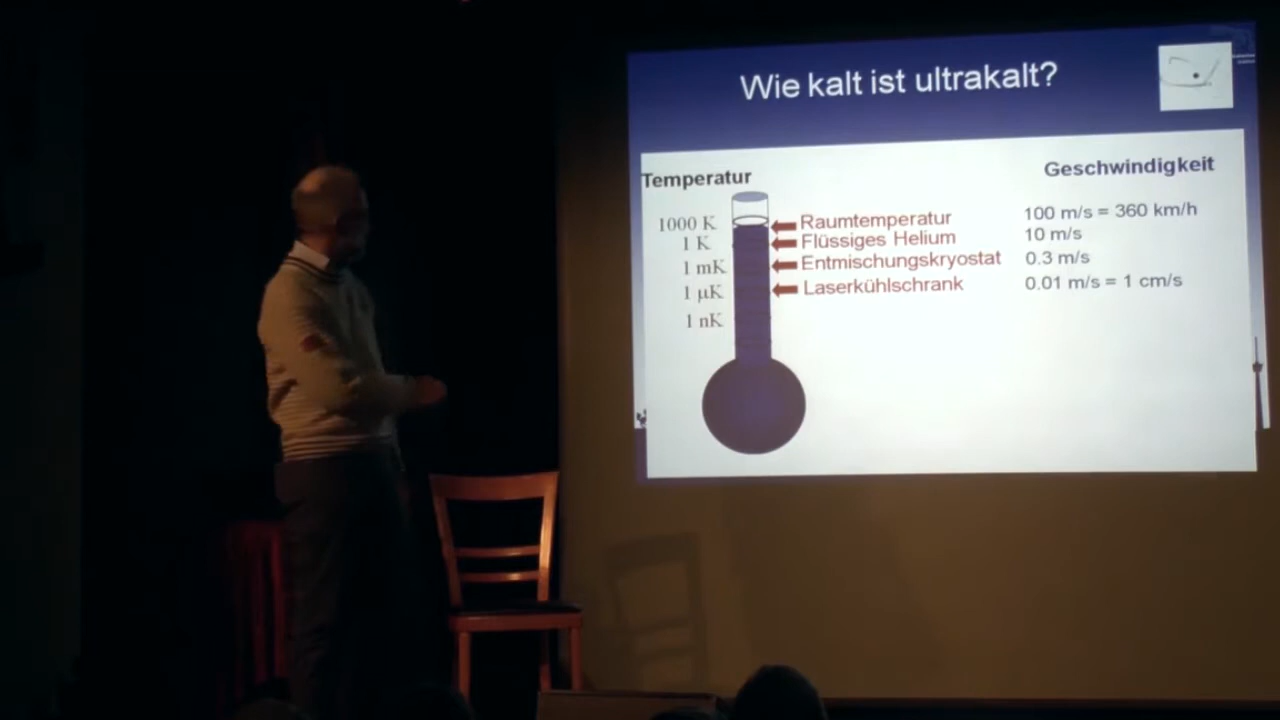 Wie kalt ist ultrakalt?
Temperatur
Geschwindigkeit
1000 K
Raumtemperatur
100 m/s = 360 km/h
1 K
Flüssiges Helium
10 m/s
1 mK
Entmischungskryostat
0.3 m/s
1 µK
Laserkühlschrank
0.01 m/s = 1 cm/s
1 nK